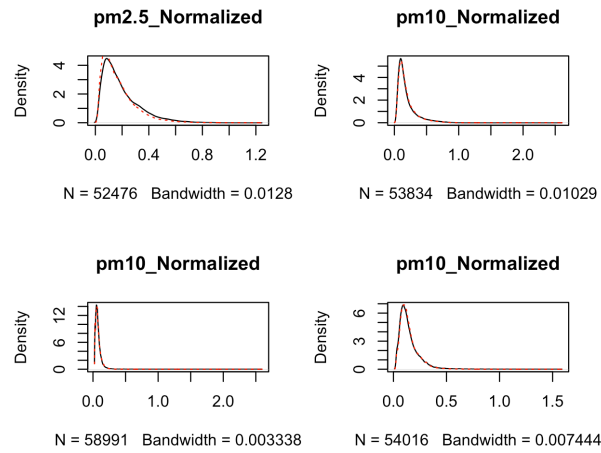 pm2.5_Normalized
Density
0 2 4
0.0 0.4 0.8 1.2
N = 52476 Bandwidth = 0.0128
pm10_Normalized
Density
0 2 4
0.0 1.0 2.0
N = 53834 Bandwidth = 0.01029
pm10_Normalized
Density
0 4 8 12
0.0 1.0 2.0
N = 58991 Bandwidth = 0.003338
pm10_Normalized
Density
0 3 6
0.0 0.5 1.0 1.5
N = 54016 Bandwidth = 0.007444